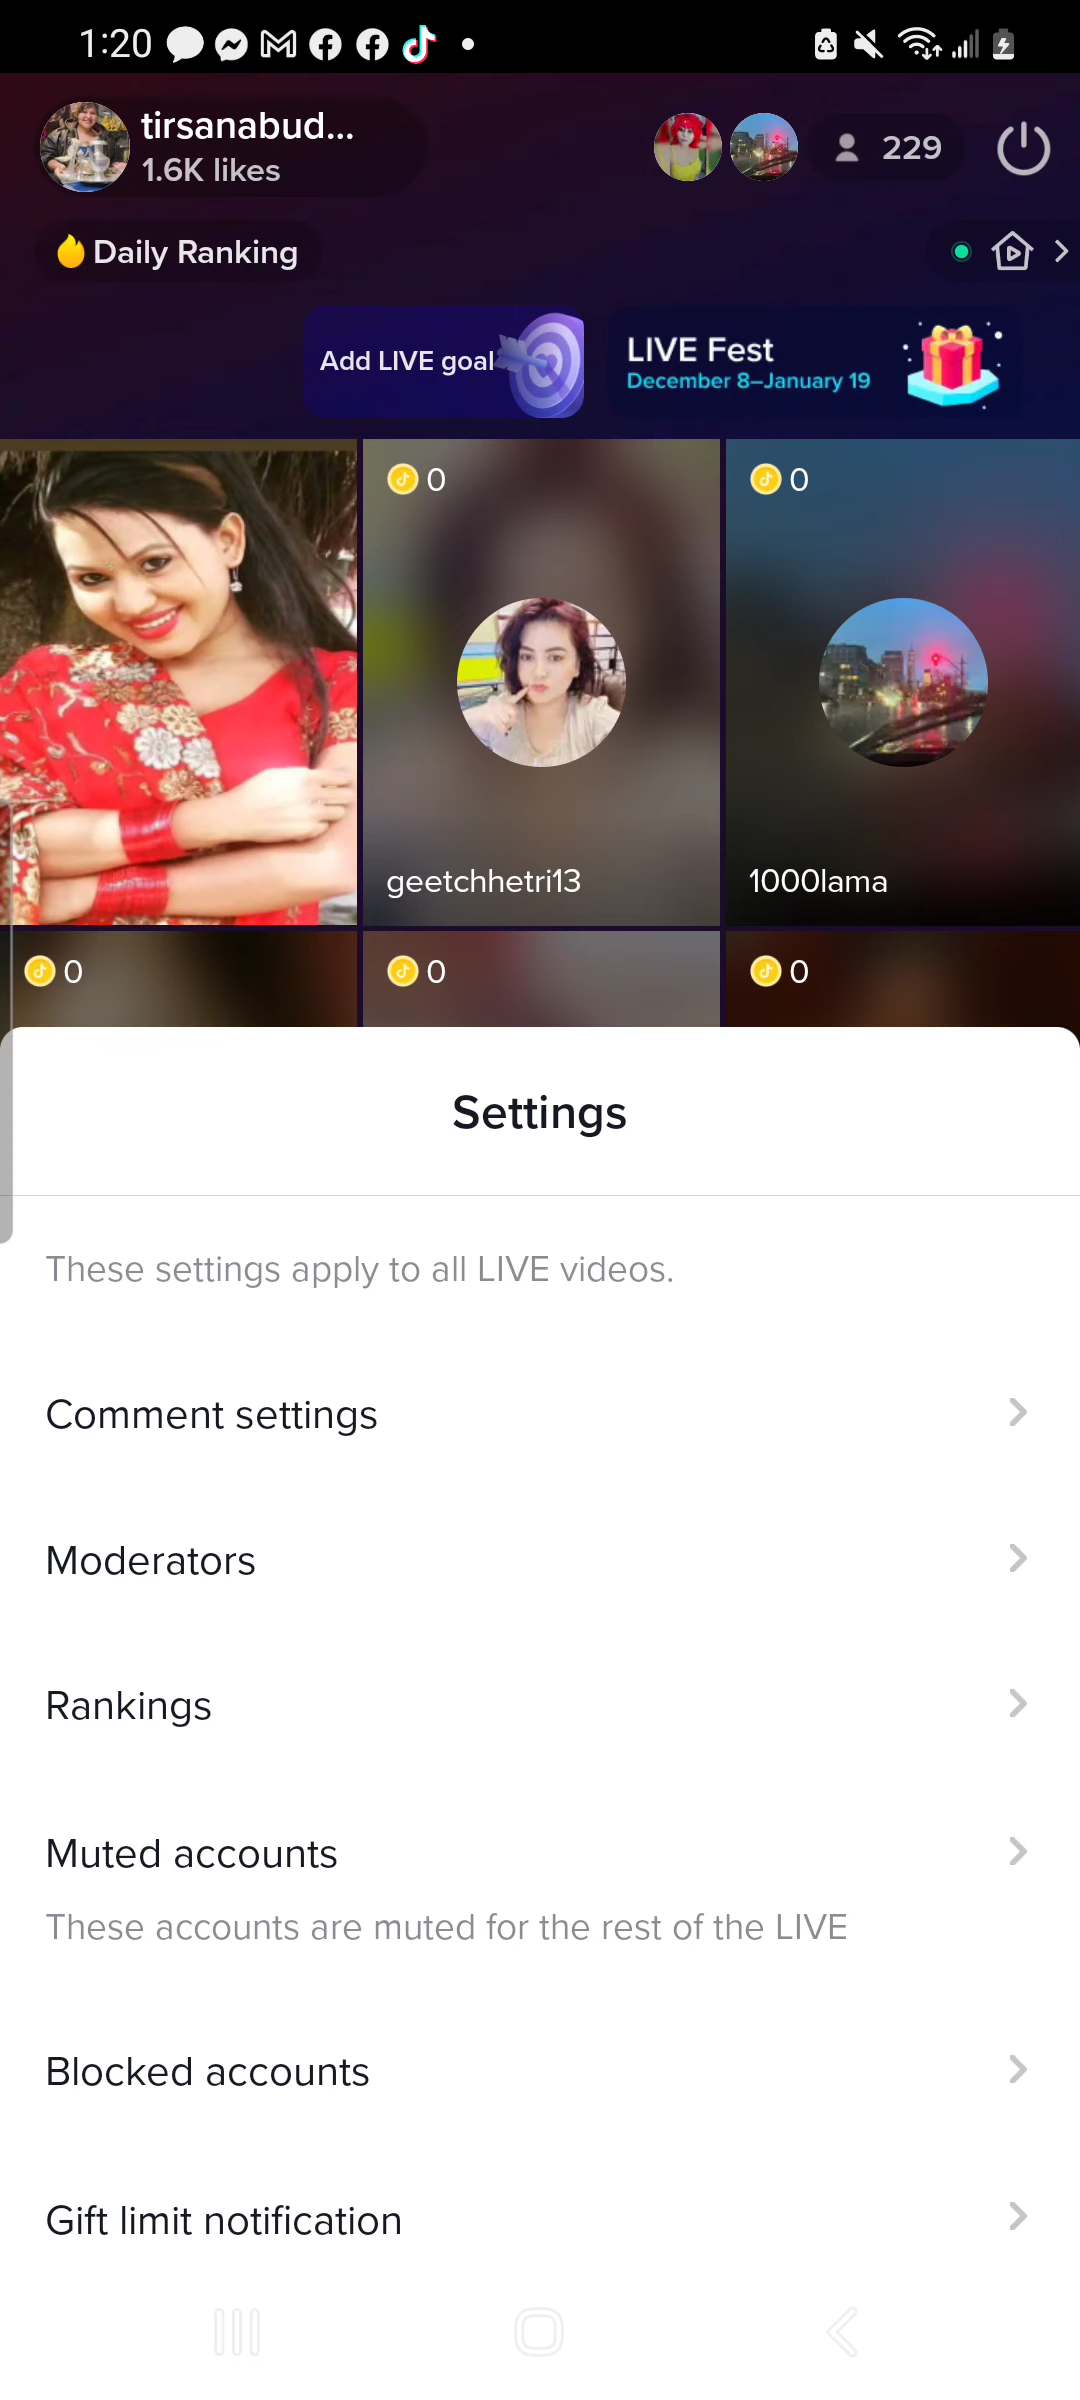 1:20
tirsanabud...
1.6K likes
229
Daily Ranking
Add LIVE goal
LIVE Fest
December 8–January 19
0
0
geetchhetri13
1000lama
0
0
0
Settings
These settings apply to all LIVE videos.
Comment settings
Moderators
Rankings
Muted accounts
These accounts are muted for the rest of the LIVE
Blocked accounts
Gift limit notification